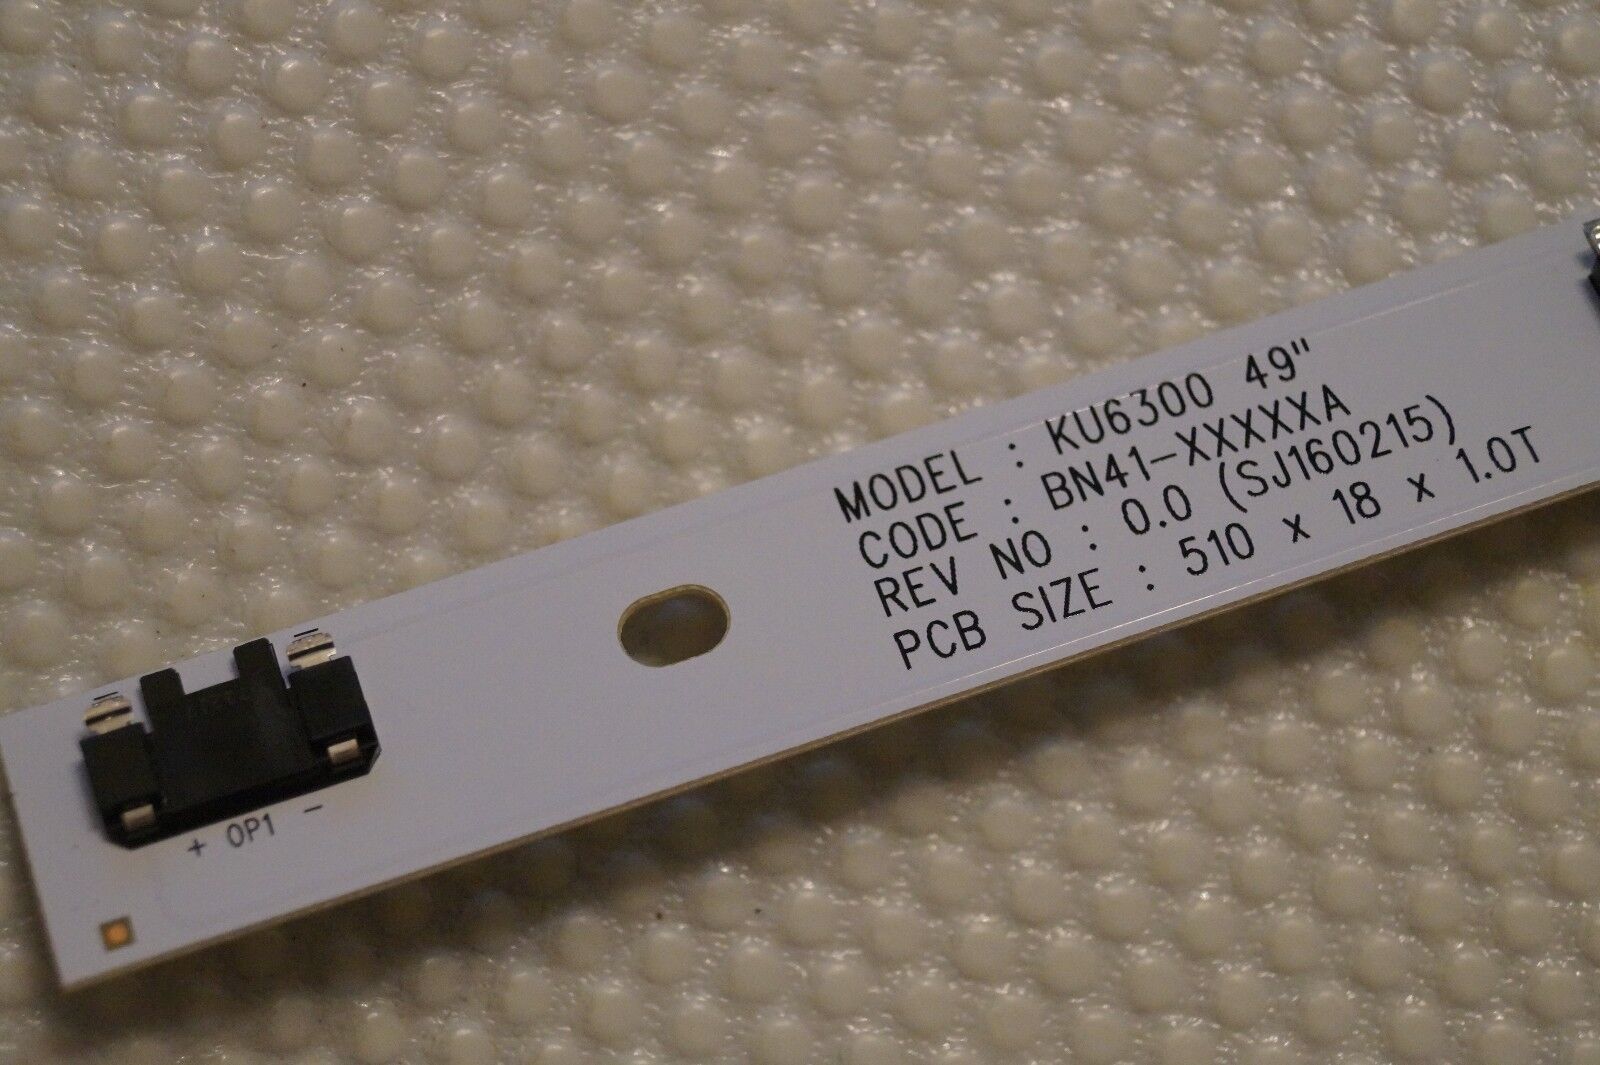 MODEL : KU6300 49"
CODE : BN41-XXXXXA
REV NO : 0.0 (SJ160215)
PCB SIZE : 510 x 18 x 1.0T
+ OP1 -